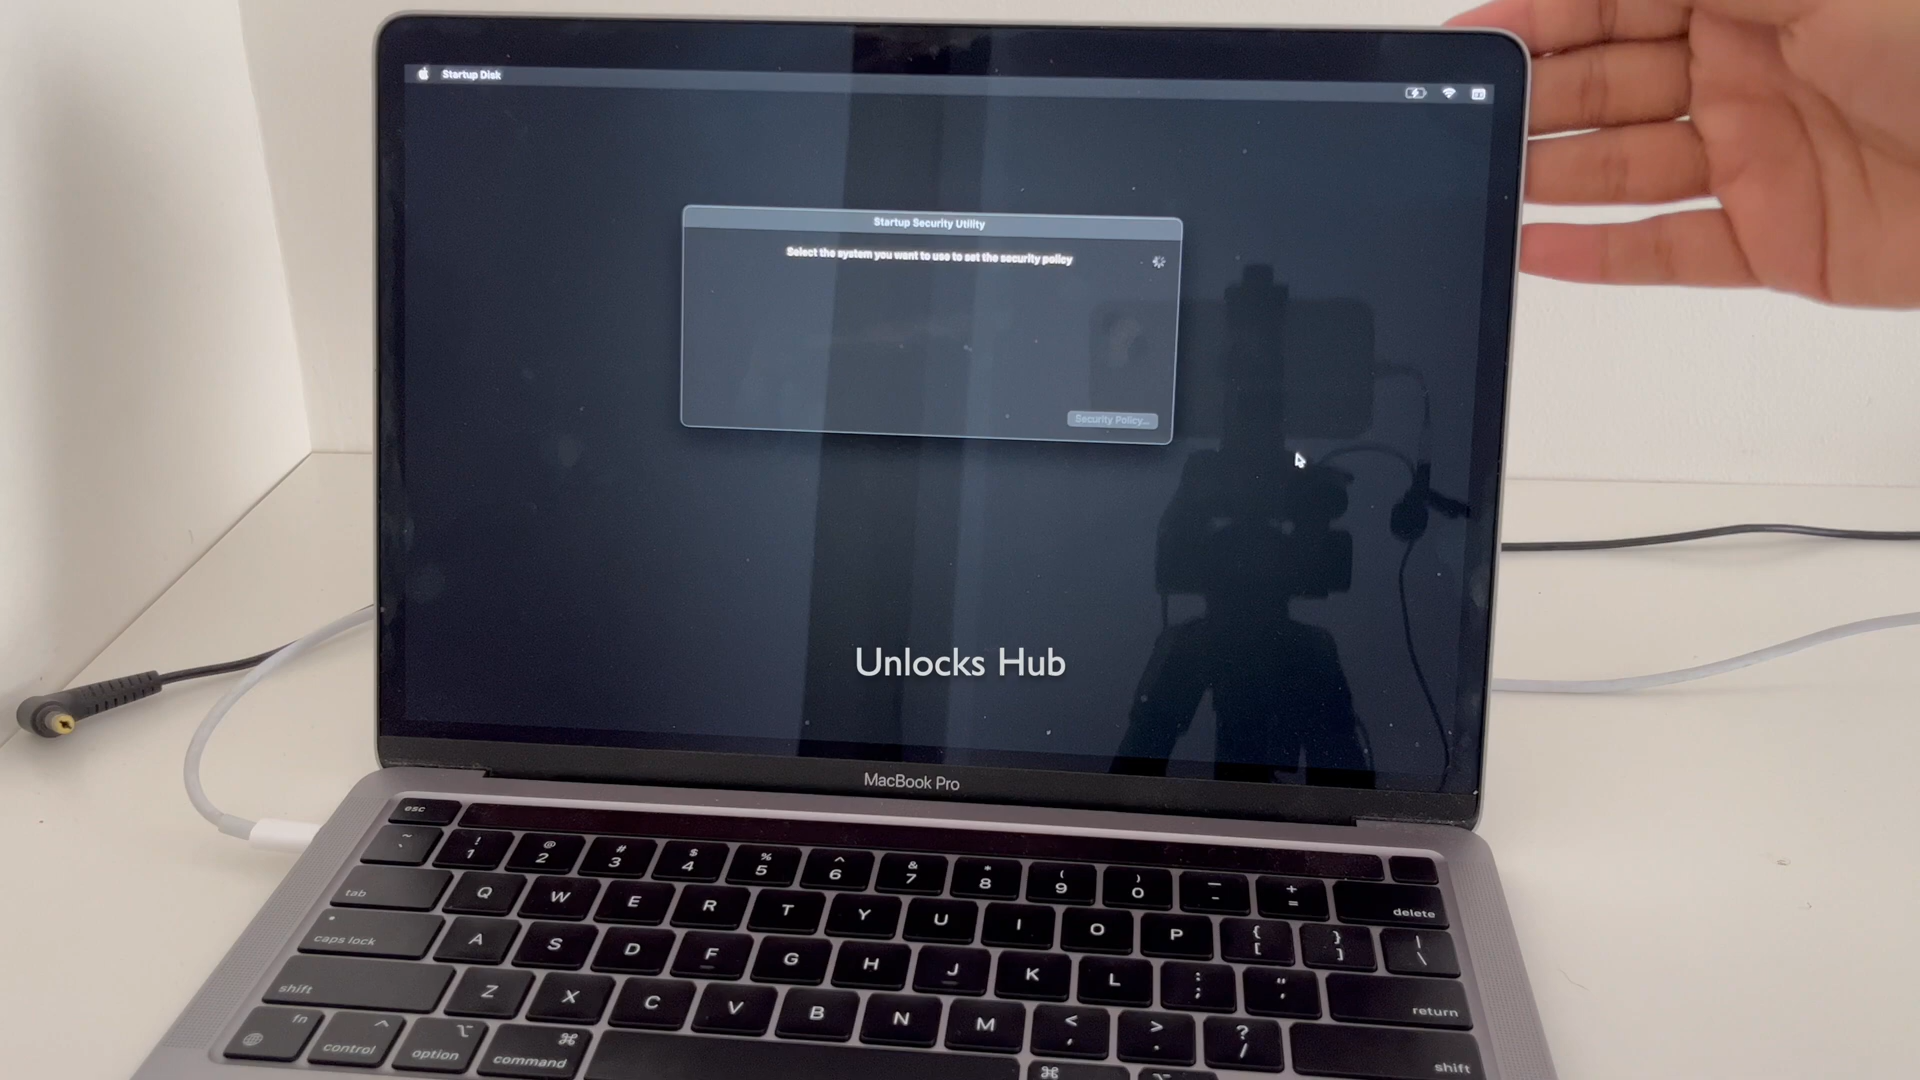 Startup Disk
Startup Security Utility
Select the system you want to use to set the security policy
Security Policy...
Unlocks Hub
MacBook Pro
esc
~ ! @ # $ % ^ & * ( ) _ +
` 1 2 3 4 5 6 7 8 9 0 - =
delete
tab Q W E R T Y U I O P { [ } ] | \
caps lock A S D F G H J K L : ; " ' return
shift Z X C V B N M < , > . ? / shift
fn control option command